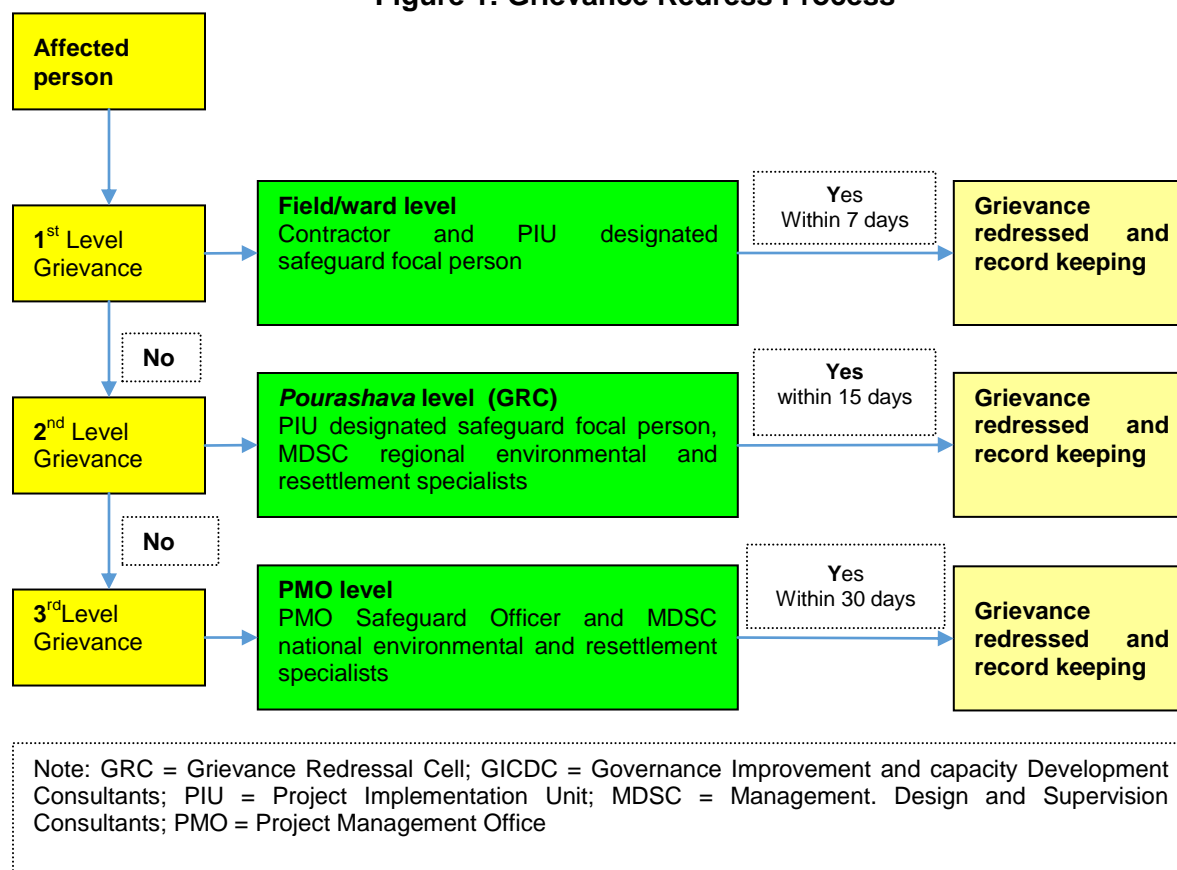 Figure 1: Grievance Redress Process
Affected
person
1st Level
Grievance
Field/ward level
Contractor and PIU designated
safeguard focal person
Yes
Within 7 days
Grievance
redressed and
record keeping
No
2nd Level
Grievance
Pourashava level (GRC)
PIU designated safeguard focal person,
MDSC regional environmental and
resettlement specialists
Yes
within 15 days
Grievance
redressed and
record keeping
No
3rdLevel
Grievance
PMO level
PMO Safeguard Officer and MDSC
national environmental and resettlement
specialists
Yes
Within 30 days
Grievance
redressed and
record keeping
Note: GRC = Grievance Redressal Cell; GICDC = Governance Improvement and capacity Development
Consultants; PIU = Project Implementation Unit; MDSC = Management. Design and Supervision
Consultants; PMO = Project Management Office